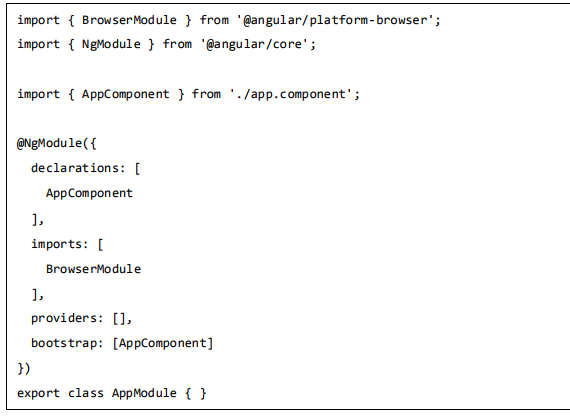 import { BrowserModule } from '@angular/platform-browser';
import { NgModule } from '@angular/core';
import { AppComponent } from './app.component';
@NgModule({
  declarations: [
    AppComponent
  ],
  imports: [
    BrowserModule
  ],
  providers: [],
  bootstrap: [AppComponent]
})
export class AppModule { }